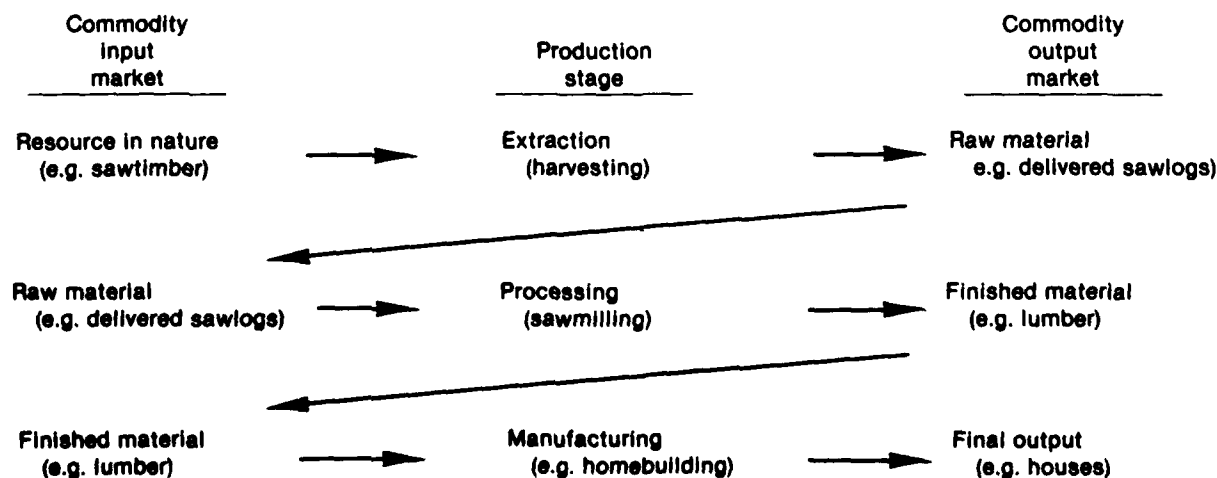 Commodity
input
market
Production
stage
Commodity
output
market
Resource in nature
(e.g. sawtimber)
Extraction
(harvesting)
Raw material
e.g. delivered sawlogs)
Raw material
(e.g. delivered sawlogs)
Processing
(sawmilling)
Finished material
(e.g. lumber)
Finished material
(e.g. lumber)
Manufacturing
(e.g. homebuilding)
Final output
(e.g. houses)